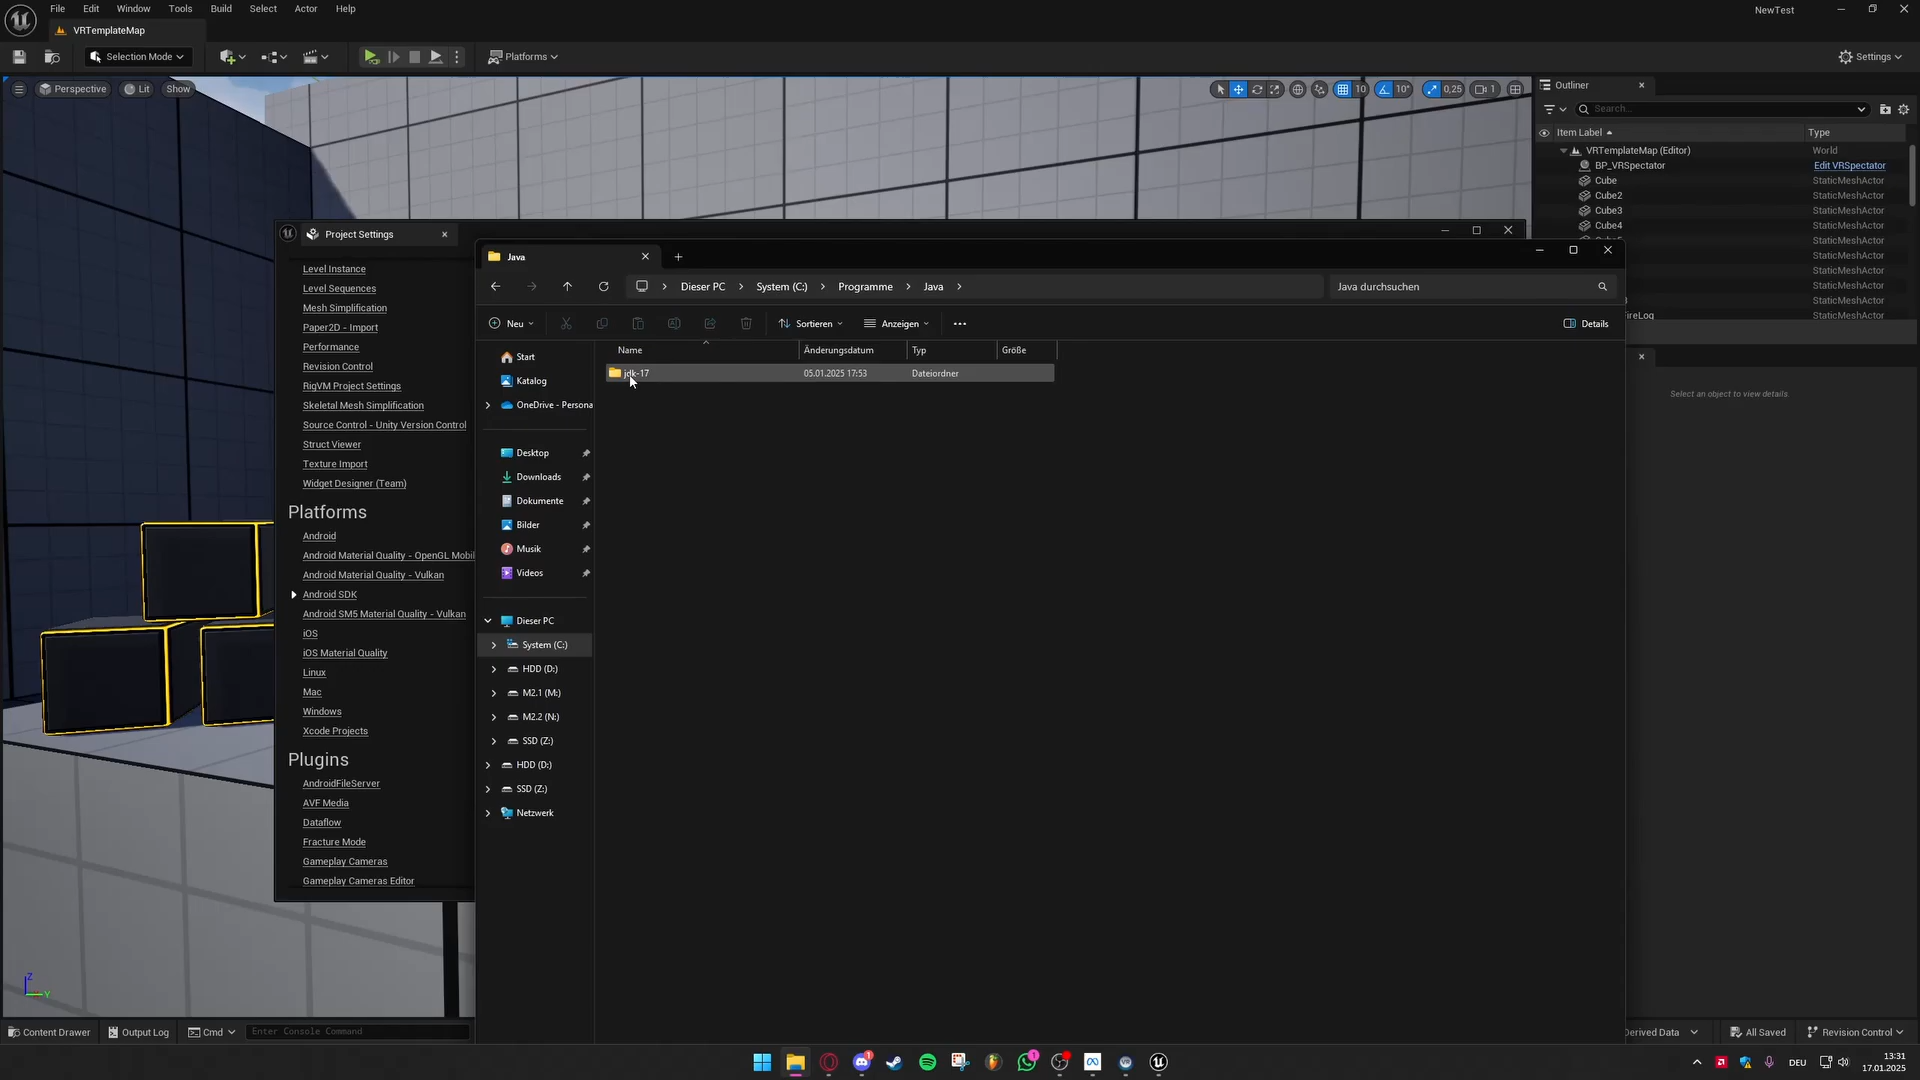 File Edit Window Tools Build Select Actor Help NewTest
VRTemplateMap
Selection Mode Platforms Settings
Perspective Lit Show 10 10° 0,25 1 Outliner
Search...
Item Label Type
VRTemplateMap (Editor) World
BP_VRSpectator Edit VRSpectator
Cube StaticMeshActor
Cube2 StaticMeshActor
Cube3 StaticMeshActor
Cube4 StaticMeshActor
StaticMeshActor
StaticMeshActor
StaticMeshActor
StaticMeshActor
StaticMeshActor
StaticMeshActor
Select an object to view details.
Project Settings
Level Instance
Level Sequences
Mesh Simplification
Paper2D - Import
Performance
Revision Control
RigVM Project Settings
Skeletal Mesh Simplification
Source Control - Unity Version Control
Struct Viewer
Texture Import
Widget Designer (Team)
Platforms
Android
Android Material Quality - OpenGL Mobil
Android Material Quality - Vulkan
Android SDK
Android SM5 Material Quality - Vulkan
iOS
iOS Material Quality
Linux
Mac
Windows
Xcode Projects
Plugins
AndroidFileServer
AVF Media
Dataflow
Fracture Mode
Gameplay Cameras
Gameplay Cameras Editor
Java
Dieser PC System (C:) Programme Java Java durchsuchen
Neu Sortieren Anzeigen Details
Name Änderungsdatum Typ Größe
jdk-17 05.01.2025 17:53 Dateiordner
Start
Katalog
OneDrive - Persona
Desktop
Downloads
Dokumente
Bilder
Musik
Videos
Dieser PC
System (C:)
HDD (D:)
M2.1 (M:)
M2.2 (N:)
SSD (Z:)
HDD (D:)
SSD (Z:)
Netzwerk
Content Drawer Output Log Cmd Enter Console Command Derived Data All Saved Revision Control
DEU 13:31
17.01.2025